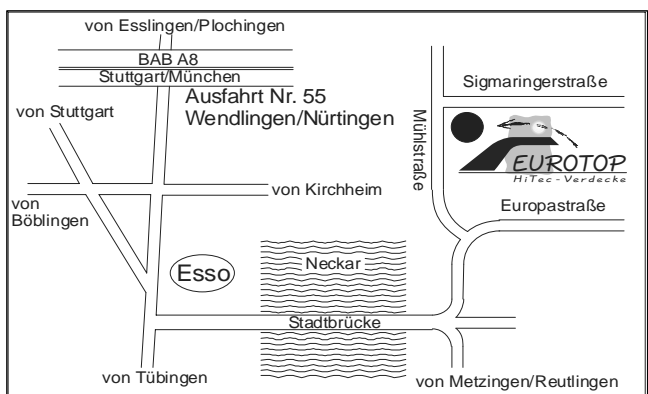 von Esslingen/Plochingen
BAB A8
Stuttgart/München
Ausfahrt Nr. 55
Wendlingen/Nürtingen
von Stuttgart
Mühlstraße
Sigmaringerstraße
EUROTOP
HiTec-Verdecke
von Kirchheim
von
Böblingen
Europastraße
Esso
Neckar
Stadtbrücke
von Tübingen
von Metzingen/Reutlingen